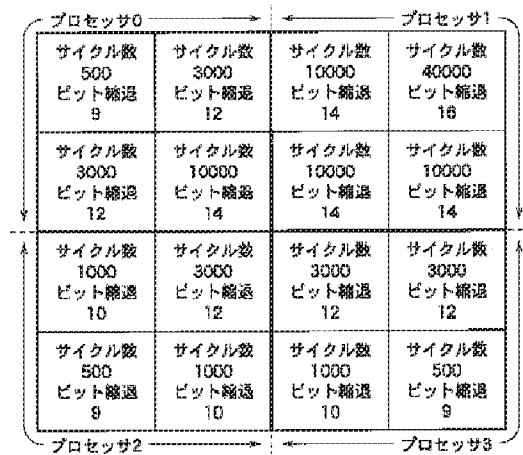 プロセッサ0 プロセッサ1
サイクル数 サイクル数 サイクル数 サイクル数
500 3000 10000 40000
ビット縮退 ビット縮退 ビット縮退 ビット縮退
9 12 14 16
サイクル数 サイクル数 サイクル数 サイクル数
3000 10000 10000 10000
ビット縮退 ビット縮退 ビット縮退 ビット縮退
12 14 14 14
サイクル数 サイクル数 サイクル数 サイクル数
1000 3000 3000 3000
ビット縮退 ビット縮退 ビット縮退 ビット縮退
10 12 12 12
サイクル数 サイクル数 サイクル数 サイクル数
500 1000 1000 500
ビット縮退 ビット縮退 ビット縮退 ビット縮退
9 10 10 9
プロセッサ2 プロセッサ3